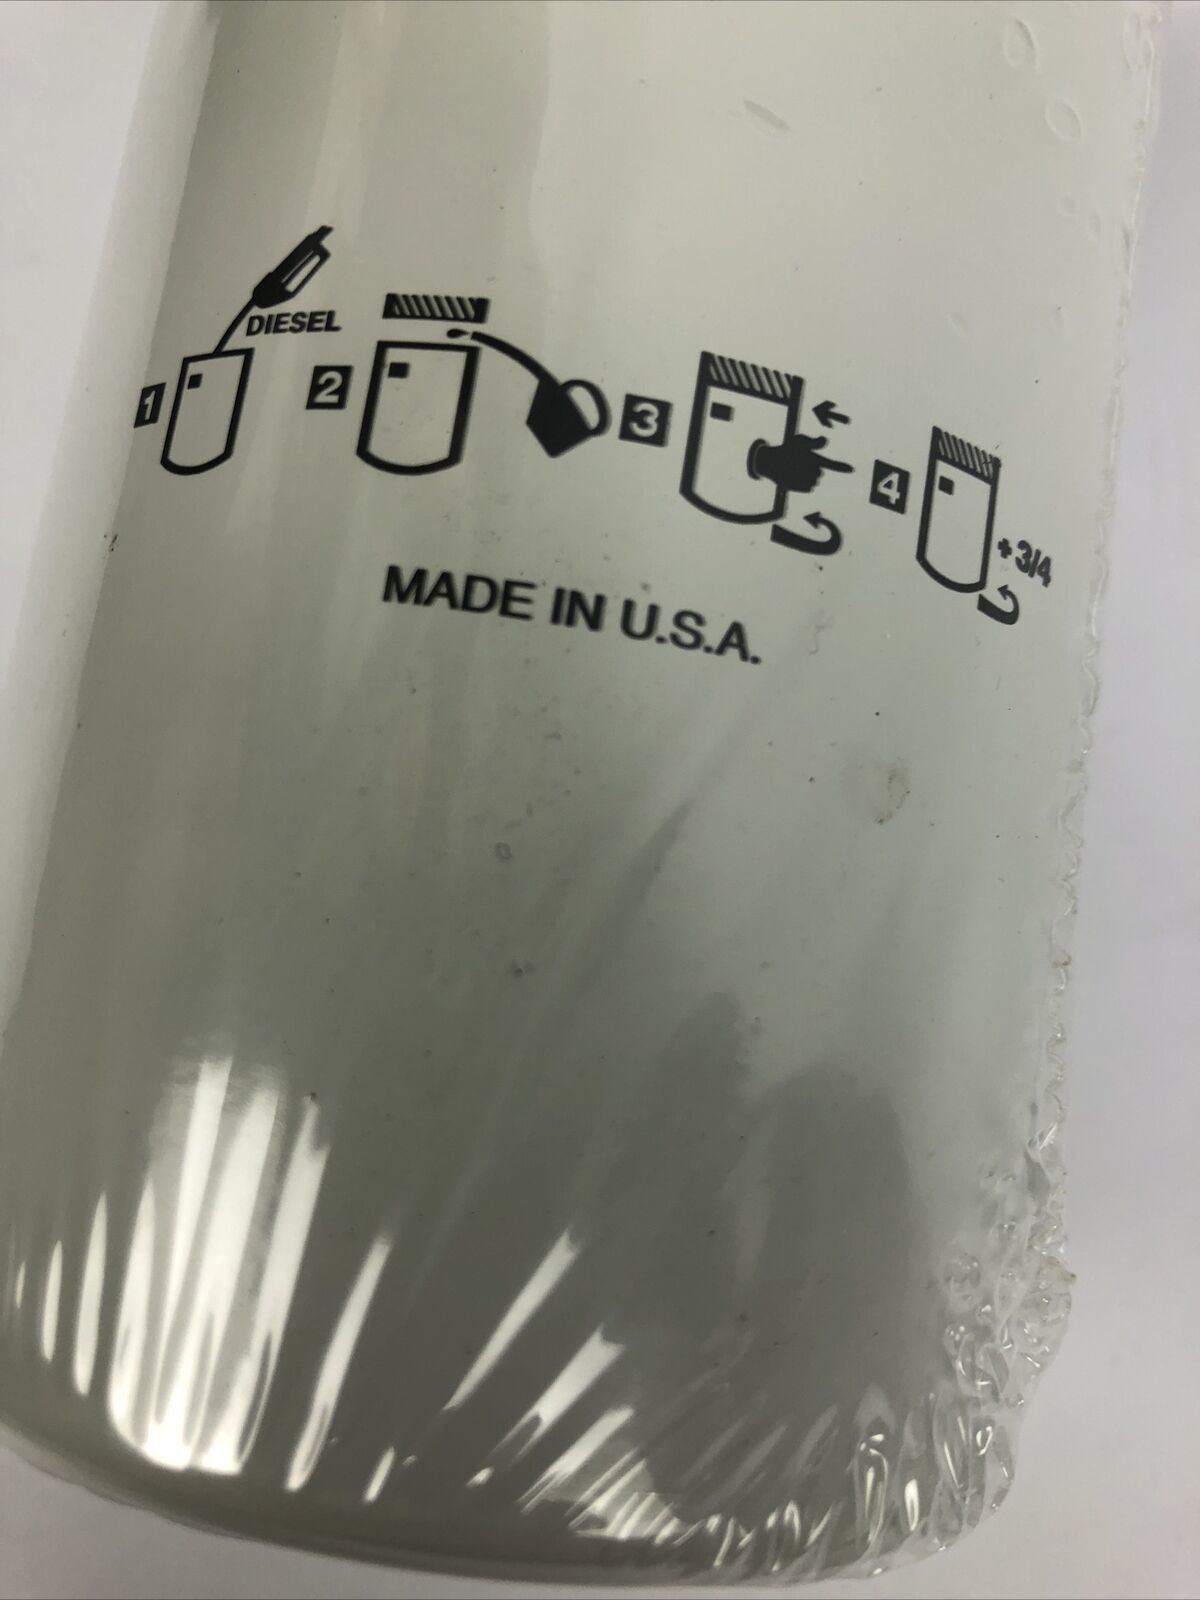 DIESEL
1 2 3 4
+ 3/4
MADE IN U.S.A.